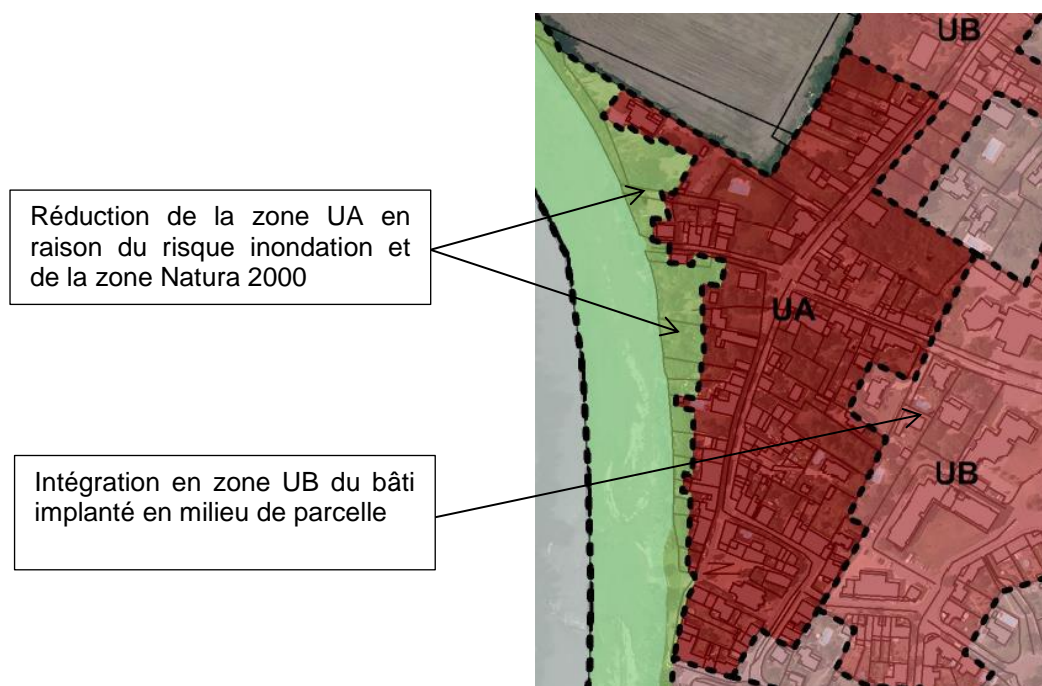 UB
Réduction de la zone UA en
raison du risque inondation et
de la zone Natura 2000
UA
Intégration en zone UB du bâti
implanté en milieu de parcelle
UB